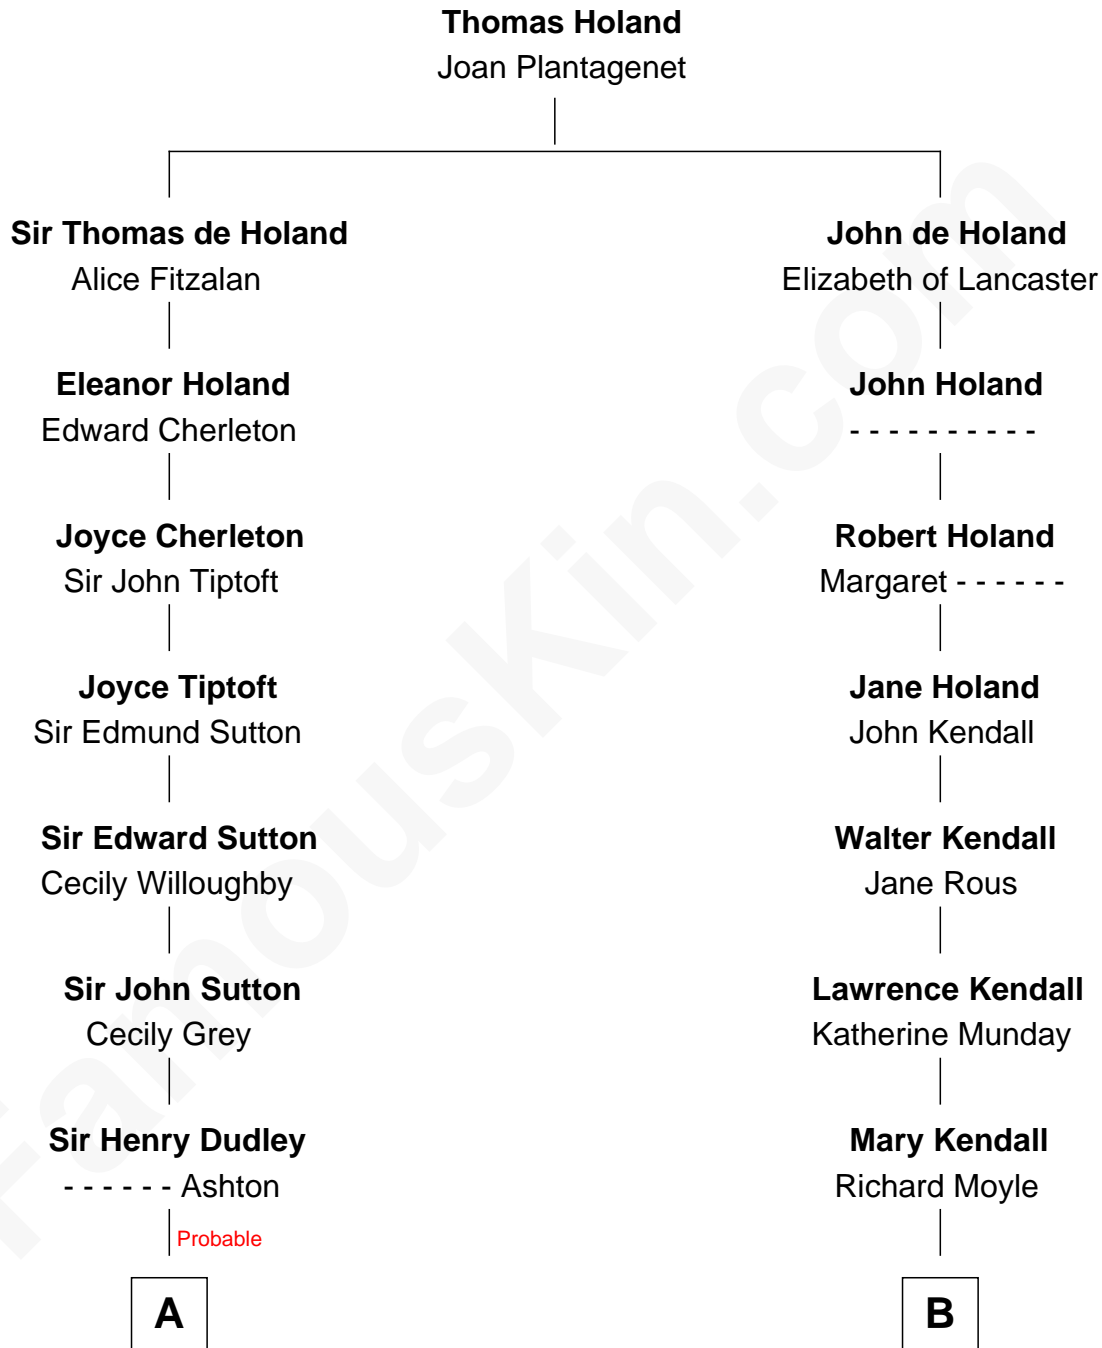 Thomas Holand
Joan Plantagenet
Sir Thomas de Holand
Alice Fitzalan
John de Holand
Elizabeth of Lancaster
Eleanor Holand
Edward Cherleton
John Holand
- - - - - - - - - -
Joyce Cherleton
Sir John Tiptoft
Robert Holand
Margaret - - - - - -
Joyce Tiptoft
Sir Edmund Sutton
Jane Holand
John Kendall
Sir Edward Sutton
Cecily Willoughby
Walter Kendall
Jane Rous
Sir John Sutton
Cecily Grey
Lawrence Kendall
Katherine Munday
Sir Henry Dudley
- - - - - - Ashton
Mary Kendall
Richard Moyle
Probable
A
B
FamousKin.com